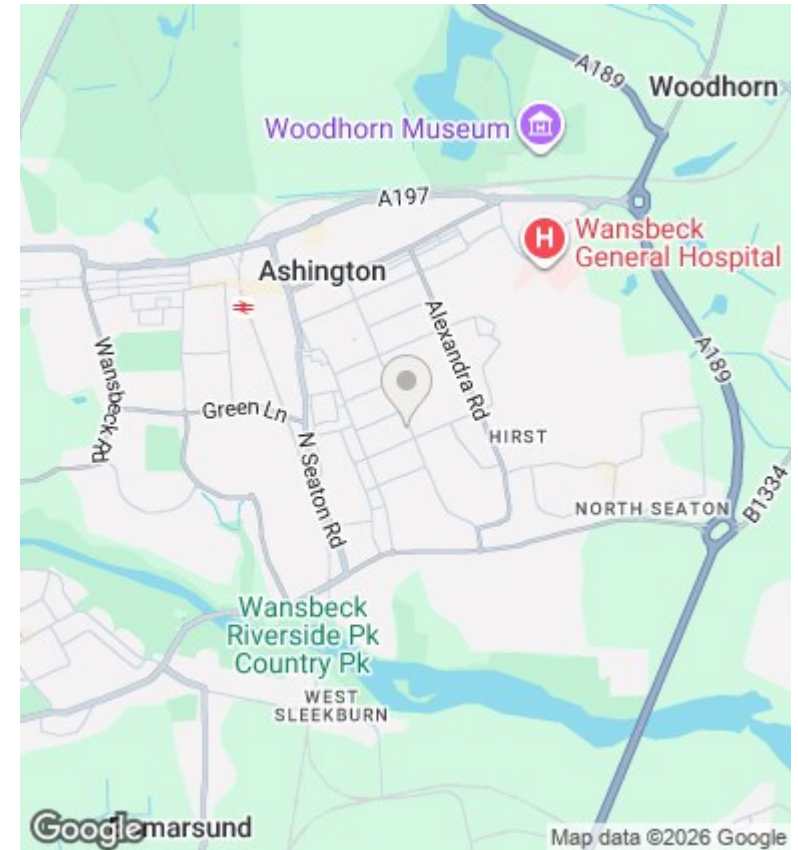 A189
Woodhorn
Woodhorn Museum
A197
H
Wansbeck
General Hospital
Ashington
Alexandra Rd
A189
Wansbeck Rd
Green Ln
N Seaton Rd
HIRST
NORTH SEATON
B1334
Wansbeck
Riverside Pk
Country Pk
WEST
SLEEKBURN
Google
marsund
Map data ©2026 Google